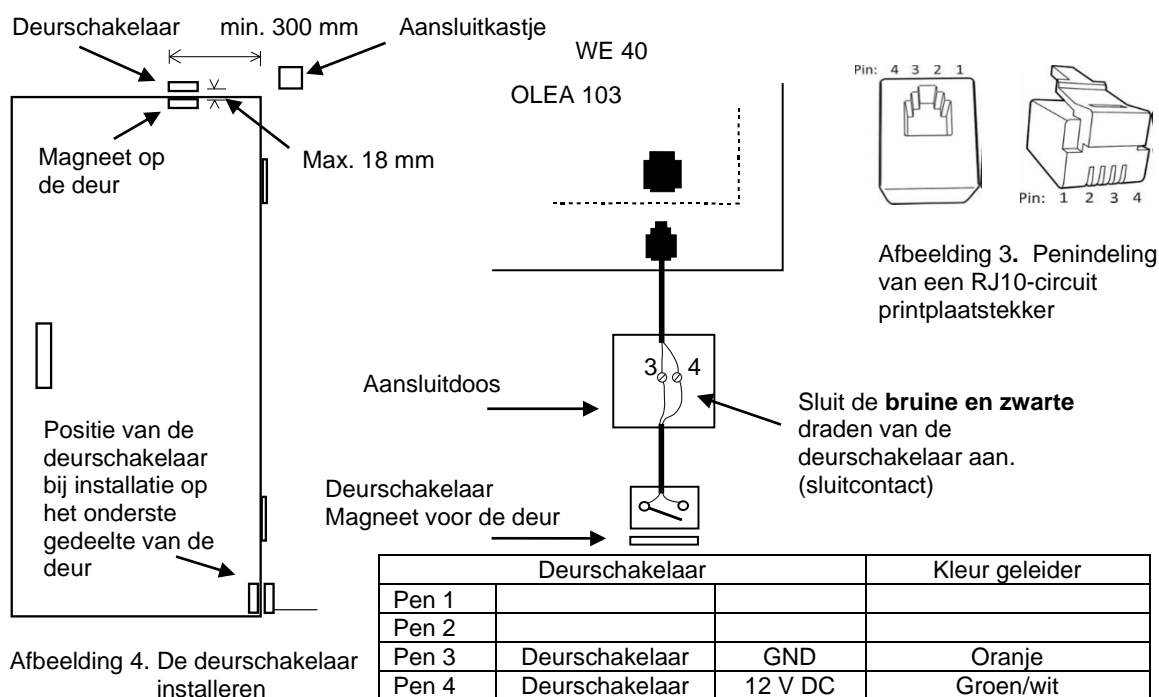 Deurschakelaar
min. 300 mm
Aansluitkastje
Magneet op
de deur
Max. 18 mm
Positie van de
deurschakelaar
bij installatie op
het onderste
gedeelte van de
deur
Afbeelding 4. De deurschakelaar
installeren
WE 40
OLEA 103
Aansluitdoos
3 4
Sluit de bruine en zwarte
draden van de
deurschakelaar aan.
(sluitcontact)
Deurschakelaar
Magneet voor de deur
Pin: 4 3 2 1
Pin: 1 2 3 4
Afbeelding 3. Penindeling
van een RJ10-circuit
printplaatstekker
Deurschakelaar Kleur geleider
Pen 1
Pen 2
Pen 3 Deurschakelaar GND Oranje
Pen 4 Deurschakelaar 12 V DC Groen/wit